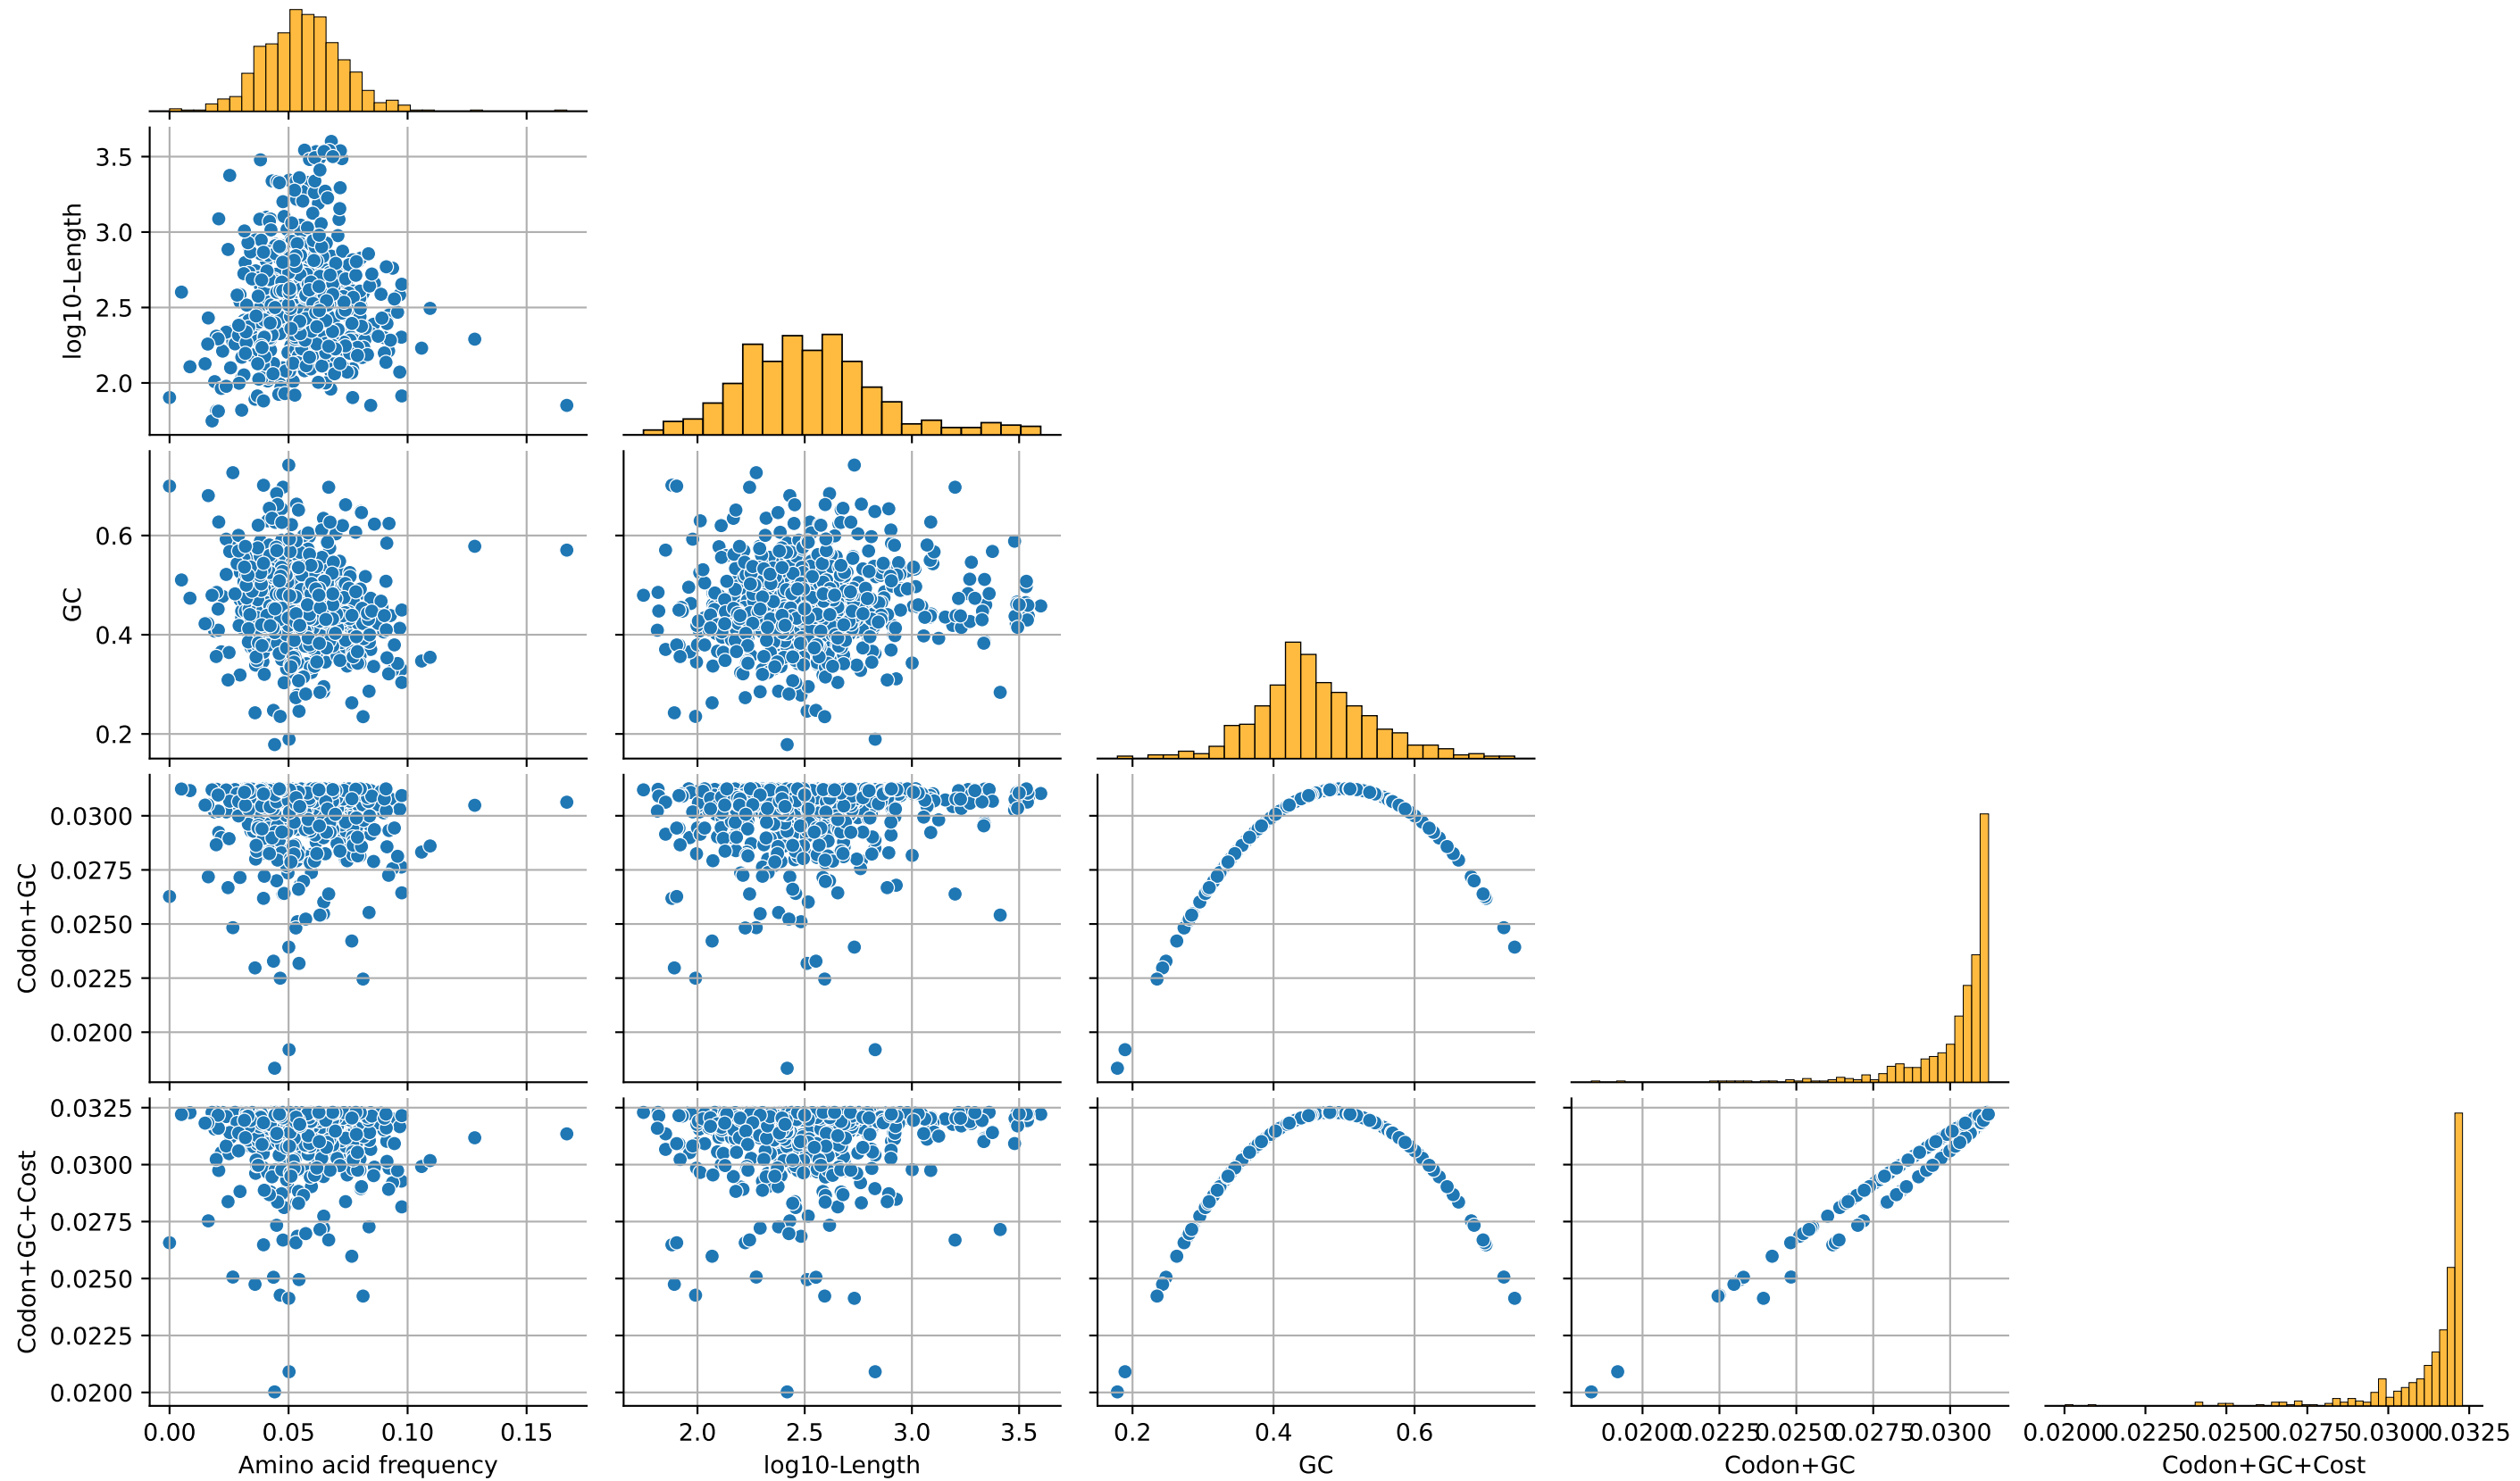 3.5
3.0
2.5
2.0
log10-Length
0.6
0.4
0.2
GC
0.0300
0.0275
0.0250
0.0225
0.0200
Codon+GC
0.0325
0.0300
0.0275
0.0250
0.0225
0.0200
Codon+GC+Cost
0.00 0.05 0.10 0.15
Amino acid frequency
2.0 2.5 3.0 3.5
log10-Length
0.2 0.4 0.6
GC
0.0200 0.0225 0.0250 0.0275 0.0300
Codon+GC
0.0200 0.0225 0.0250 0.0275 0.0300 0.0325
Codon+GC+Cost